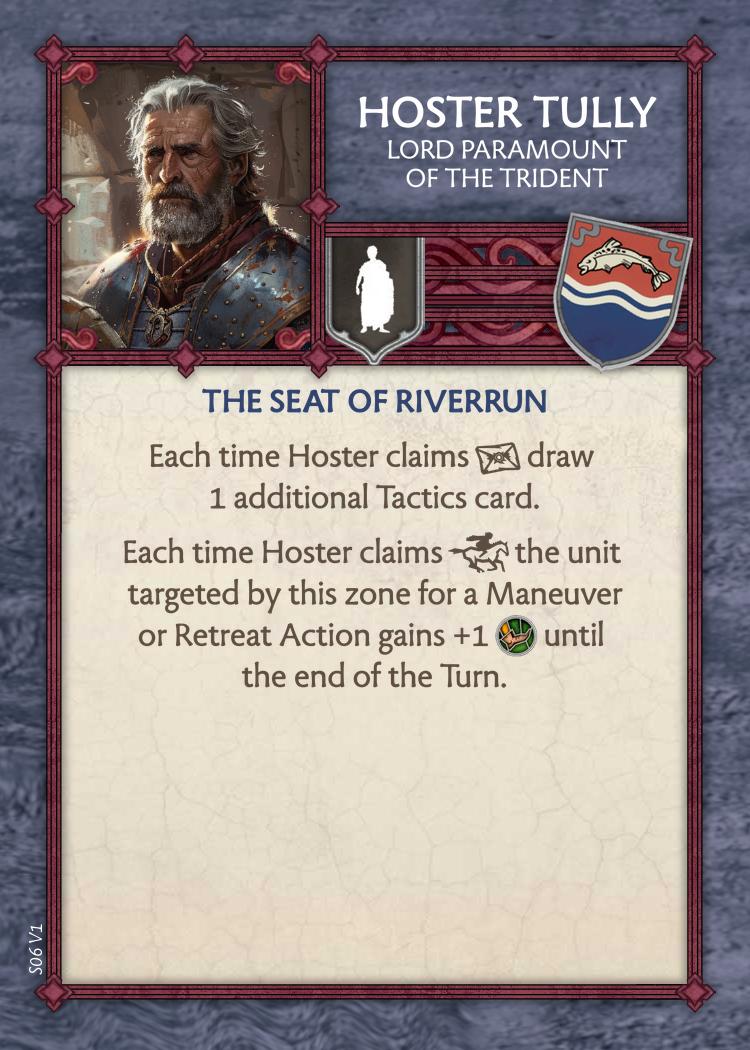 HOSTER TULLY
LORD PARAMOUNT
OF THE TRIDENT
THE SEAT OF RIVERRUN
Each time Hoster claims draw
1 additional Tactics card.
Each time Hoster claims the unit
targeted by this zone for a Maneuver
or Retreat Action gains +1 until
the end of the Turn.
S06 V1